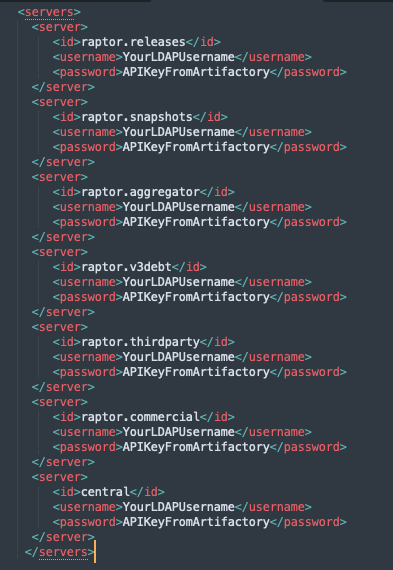 <servers>
<server>
<id>raptor.releases</id>
<username>YourLDAPUsername</username>
<password>APIKeyFromArtifactory</password>
</server>
<server>
<id>raptor.snapshots</id>
<username>YourLDAPUsername</username>
<password>APIKeyFromArtifactory</password>
</server>
<server>
<id>raptor.aggregator</id>
<username>YourLDAPUsername</username>
<password>APIKeyFromArtifactory</password>
</server>
<server>
<id>raptor.v3debt</id>
<username>YourLDAPUsername</username>
<password>APIKeyFromArtifactory</password>
</server>
<server>
<id>raptor.thirdparty</id>
<username>YourLDAPUsername</username>
<password>APIKeyFromArtifactory</password>
</server>
<server>
<id>raptor.commercial</id>
<username>YourLDAPUsername</username>
<password>APIKeyFromArtifactory</password>
</server>
<server>
<id>central</id>
<username>YourLDAPUsername</username>
<password>APIKeyFromArtifactory</password>
</server>
</servers>